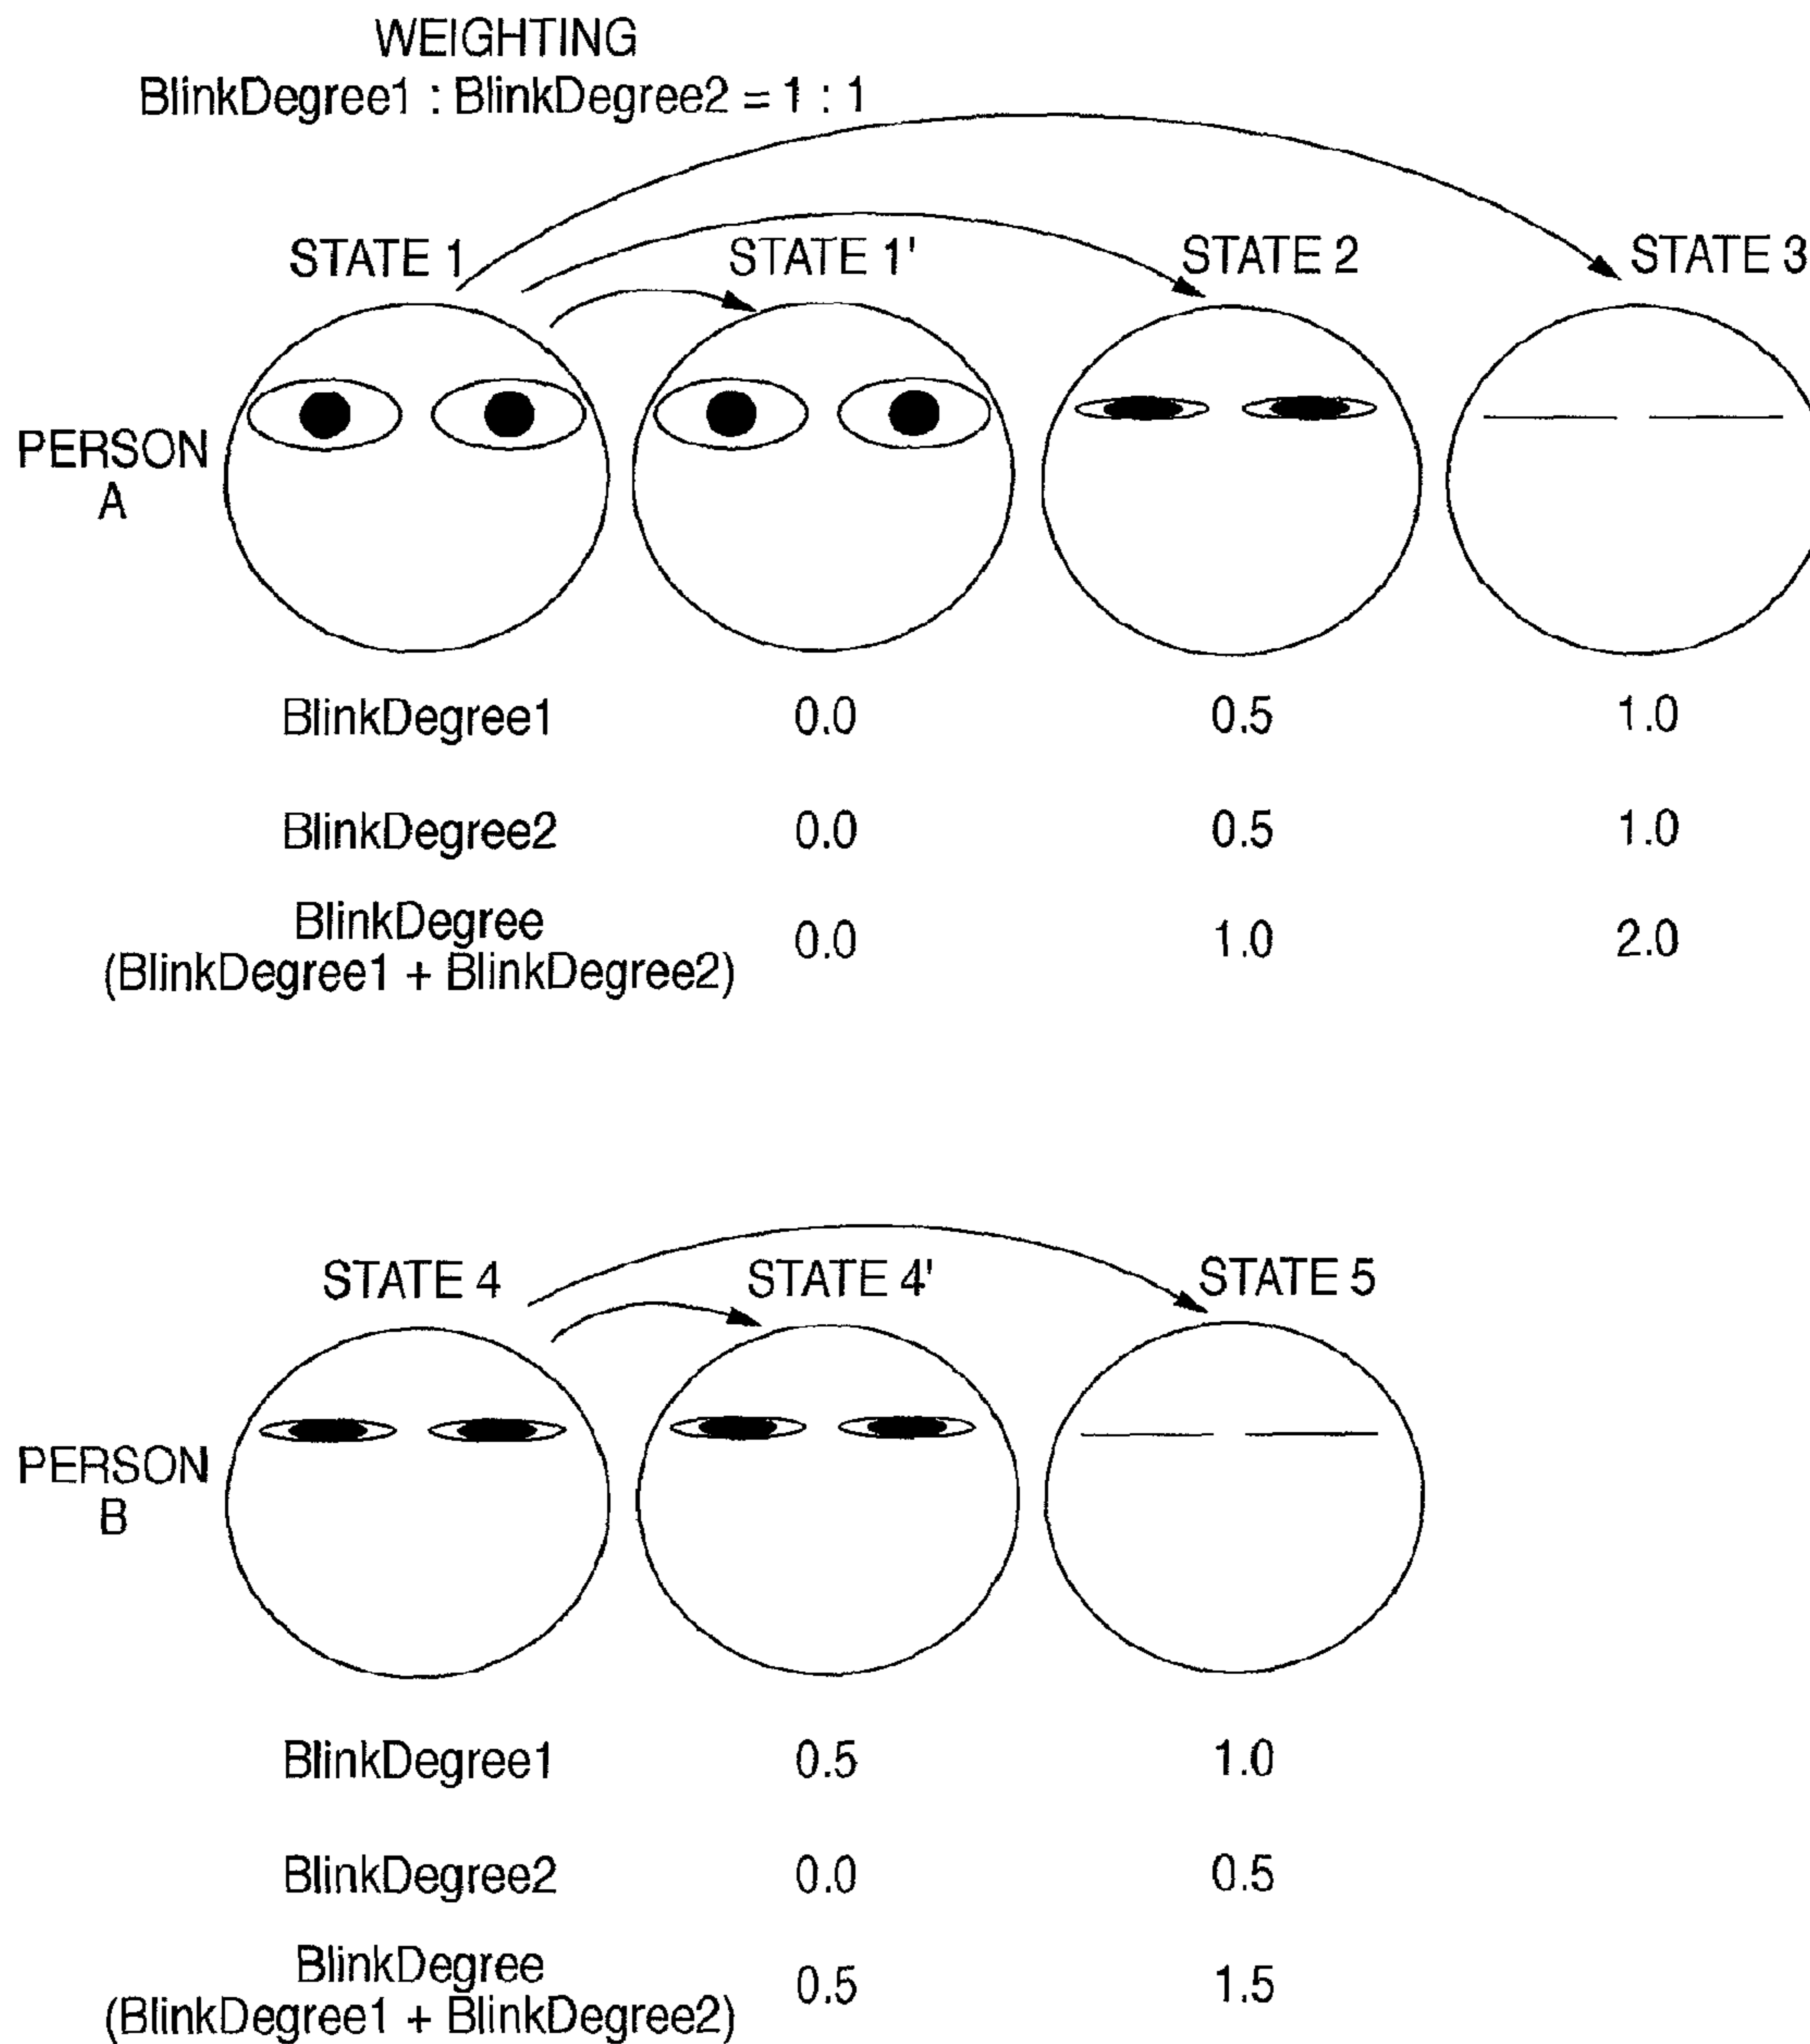 WEIGHTING
BlinkDegree1 : BlinkDegree2 = 1 : 1
STATE 1 STATE 1' STATE 2 STATE 3
PERSON
A
BlinkDegree1 0.0 0.5 1.0
BlinkDegree2 0.0 0.5 1.0
BlinkDegree
(BlinkDegree1 + BlinkDegree2) 0.0 1.0 2.0
STATE 4 STATE 4' STATE 5
PERSON
B
BlinkDegree1 0.5 1.0
BlinkDegree2 0.0 0.5
BlinkDegree
(BlinkDegree1 + BlinkDegree2) 0.5 1.5